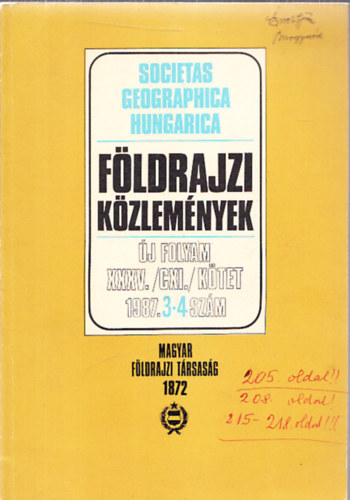 SOCIETAS
GEOGRAPHICA
HUNGARICA
FÖLDRAJZI
KÖZLEMÉNYEK
ÚJ FOLYAM
XXXV. /CXI./ KÖTET
1987. 3-4 SZÁM
MAGYAR
FÖLDRAJZI TÁRSASÁG
1872
205. oldal!!
208. oldal!
215-218. oldal!!!